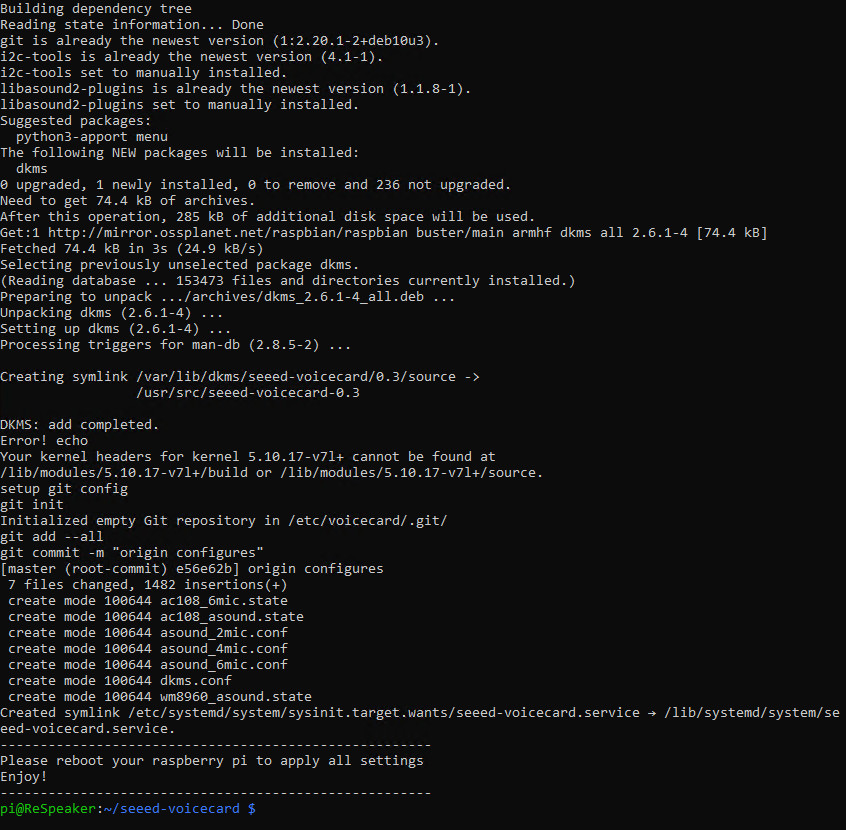 Building dependency tree
Reading state information... Done
git is already the newest version (1:2.20.1-2+deb10u3).
i2c-tools is already the newest version (4.1-1).
i2c-tools set to manually installed.
libasound2-plugins is already the newest version (1.1.8-1).
libasound2-plugins set to manually installed.
Suggested packages:
  python3-apport menu
The following NEW packages will be installed:
  dkms
0 upgraded, 1 newly installed, 0 to remove and 236 not upgraded.
Need to get 74.4 kB of archives.
After this operation, 285 kB of additional disk space will be used.
Get:1 http://mirror.ossplanet.net/raspbian/raspbian buster/main armhf dkms all 2.6.1-4 [74.4 kB]
Fetched 74.4 kB in 3s (24.9 kB/s)
Selecting previously unselected package dkms.
(Reading database ... 153473 files and directories currently installed.)
Preparing to unpack .../archives/dkms_2.6.1-4_all.deb ...
Unpacking dkms (2.6.1-4) ...
Setting up dkms (2.6.1-4) ...
Processing triggers for man-db (2.8.5-2) ...

Creating symlink /var/lib/dkms/seeed-voicecard/0.3/source ->
                 /usr/src/seeed-voicecard-0.3

DKMS: add completed.
Error! echo
Your kernel headers for kernel 5.10.17-v7l+ cannot be found at
/lib/modules/5.10.17-v7l+/build or /lib/modules/5.10.17-v7l+/source.
setup git config
git init
Initialized empty Git repository in /etc/voicecard/.git/
git add --all
git commit -m "origin configures"
[master (root-commit) e56e62b] origin configures
 7 files changed, 1482 insertions(+)
 create mode 100644 ac108_6mic.state
 create mode 100644 ac108_asound.state
 create mode 100644 asound_2mic.conf
 create mode 100644 asound_4mic.conf
 create mode 100644 asound_6mic.conf
 create mode 100644 dkms.conf
 create mode 100644 wm8960_asound.state
Created symlink /etc/systemd/system/sysinit.target.wants/seeed-voicecard.service → /lib/systemd/system/se
eed-voicecard.service.
------------------------------------------------------
Please reboot your raspberry pi to apply all settings
Enjoy!
------------------------------------------------------
pi@ReSpeaker:~/seeed-voicecard $